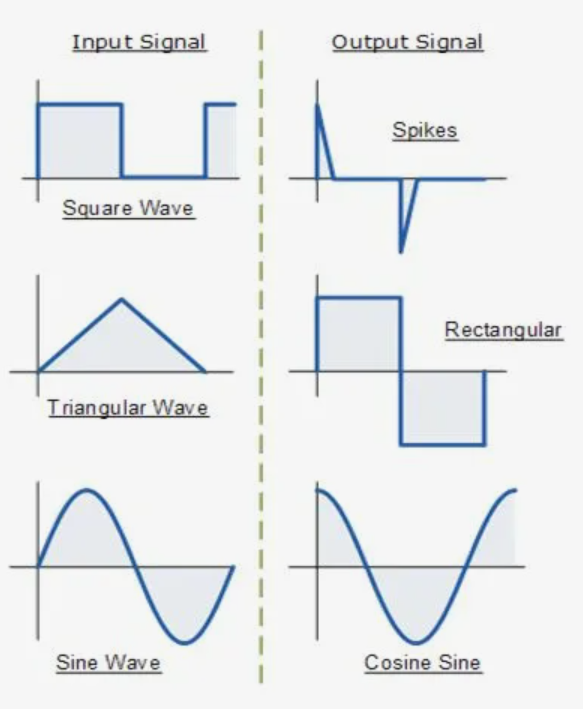 Input Signal
Output Signal
Spikes
Square Wave
Rectangular
Triangular Wave
Sine Wave
Cosine Sine